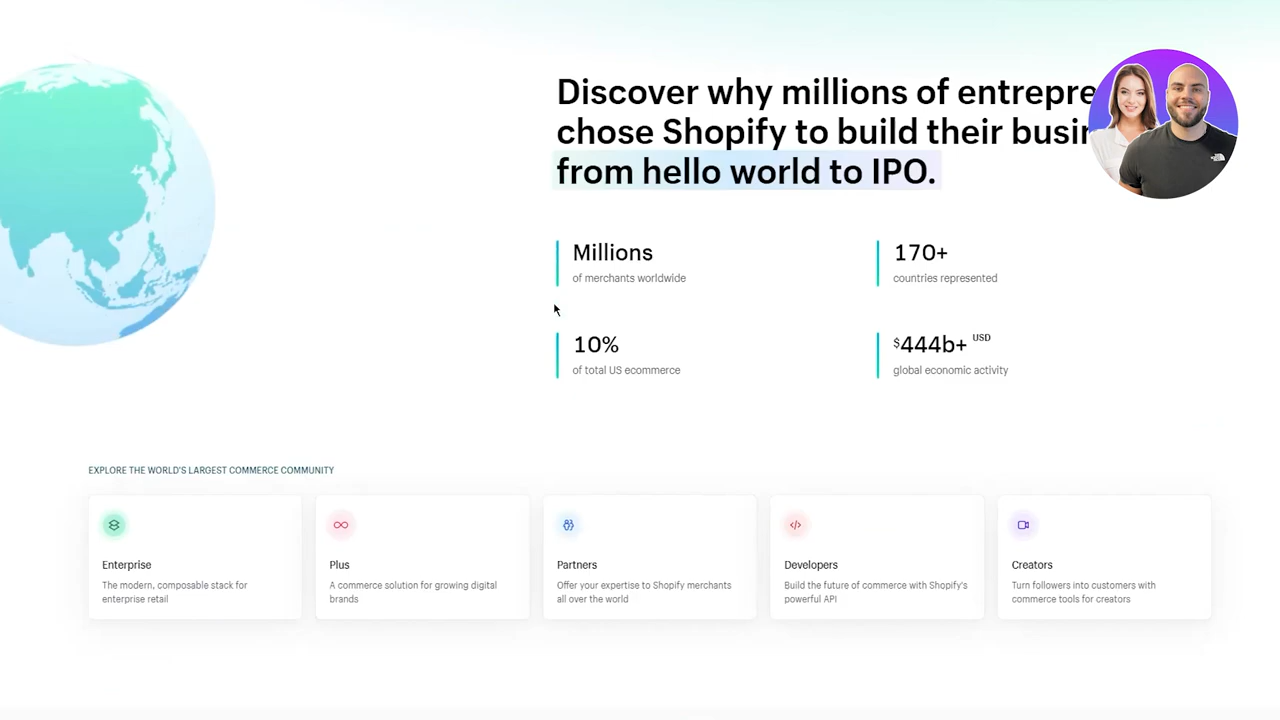 Discover why millions of
chose Shopify to build their
from hello world to IPO.
Millions
of merchants worldwide
170+
countries represented
10%
of total US ecommerce
$444b+ USD
global economic activity
EXPLORE THE WORLD'S LARGEST COMMERCE COMMUNITY
Enterprise
The modern, composable stack for
enterprise retail
Plus
A commerce solution for growing digital
brands
Partners
Offer your expertise to Shopify merchants
all over the world
Developers
Build the future of commerce with Shopify's
powerful API
Creators
Turn followers into customers with
commerce tools for creators